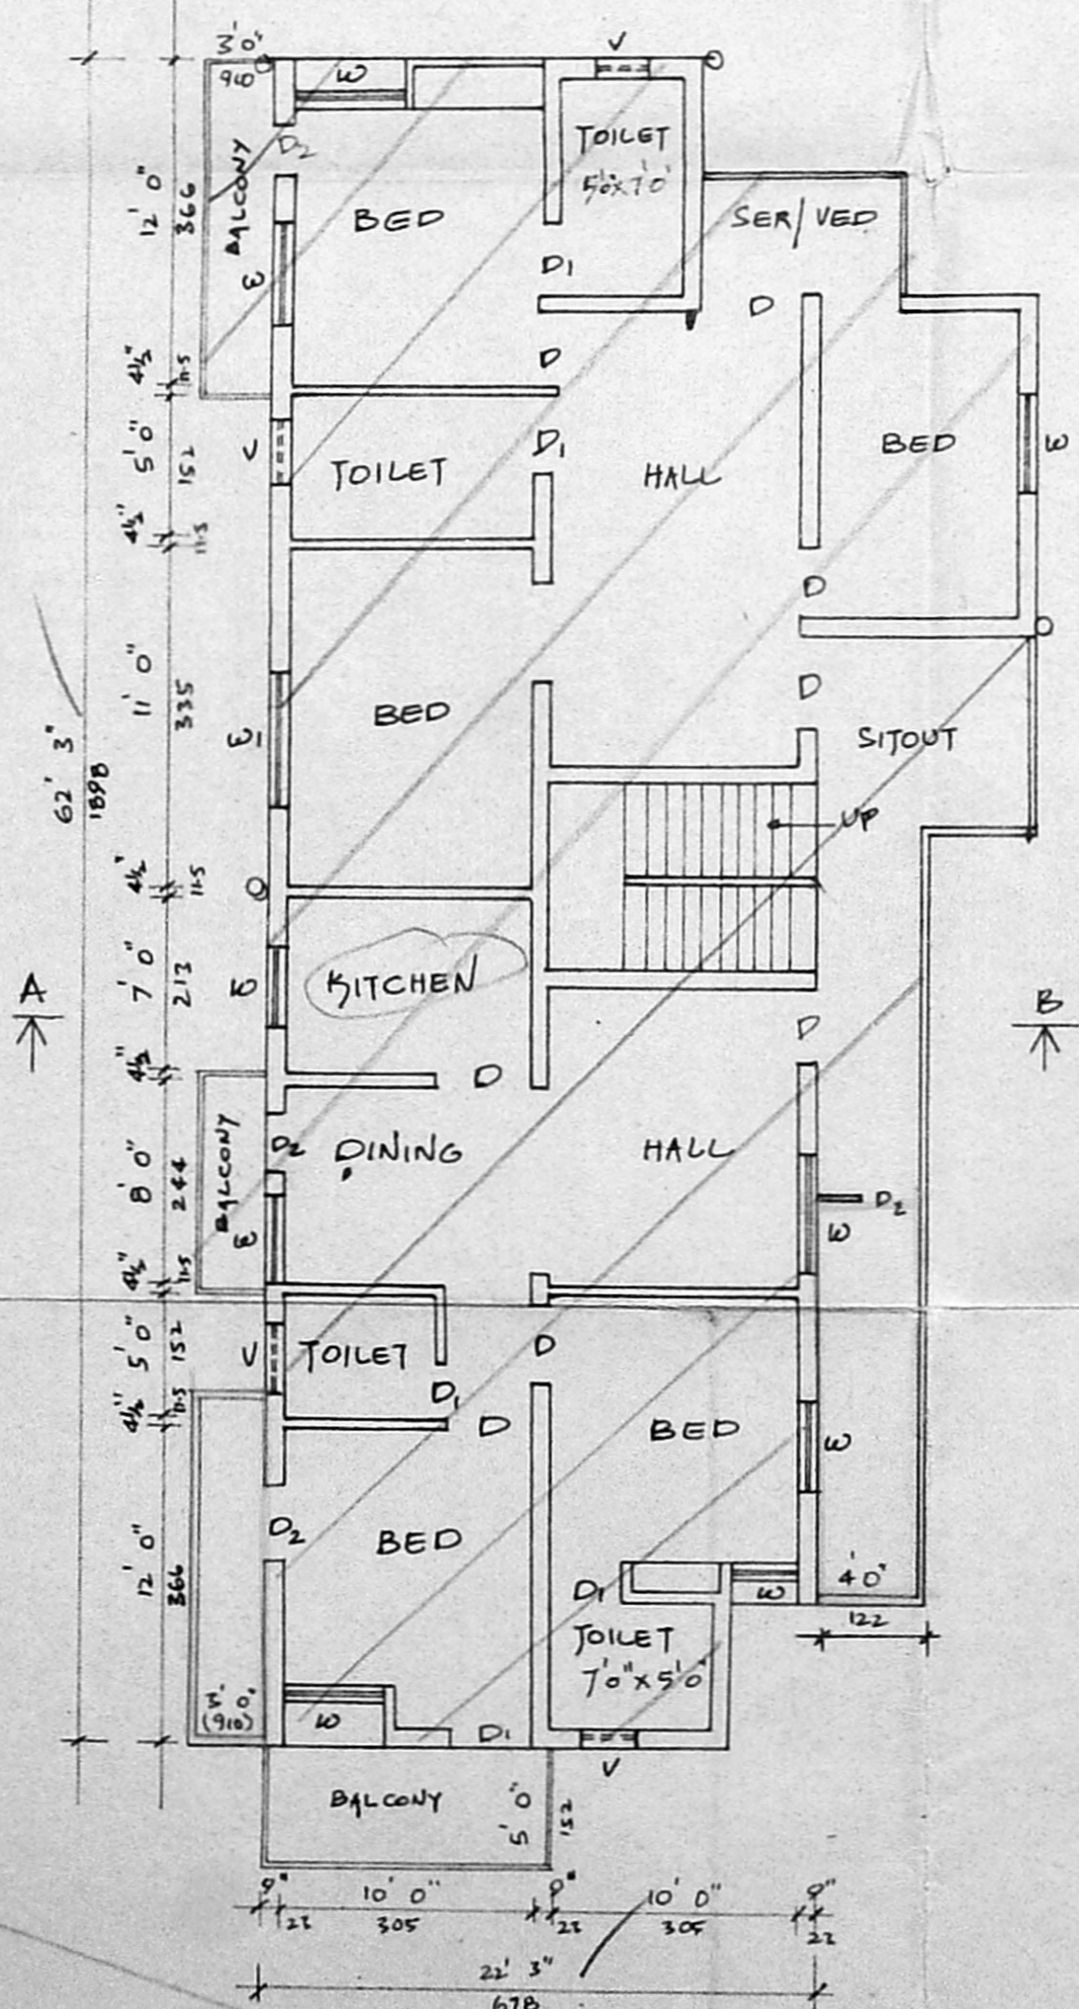 3' 0"
910
W
V
D2
BALCONY
TOILET
5'0"x7'0"
12' 0"
366
BED
SER/VED
W
D1
D
4½"
11.5
D
V
5' 0"
152
TOILET
D1
HALL
BED
W
4½"
11.5
D
11' 0"
335
W1
BED
D
SITOUT
62' 3"
1898
UP
4½"
11.5
7' 0"
213
W
KITCHEN
A
B
D
4½"
D
BALCONY
D2
DINING
HALL
8' 0"
244
W
D2
W
4½"
11.5
5' 0"
152
V
TOILET
D
D1
4½"
11.5
D
BED
W
D2
BED
12' 0"
366
D1
W
4' 0"
122
TOILET
7'0"x5'0"
3' 0"
(910)
W
D1
V
BALCONY
5' 0"
152
9"
10' 0"
9"
10' 0"
9"
23
305
23
305
23
22' 3"
678